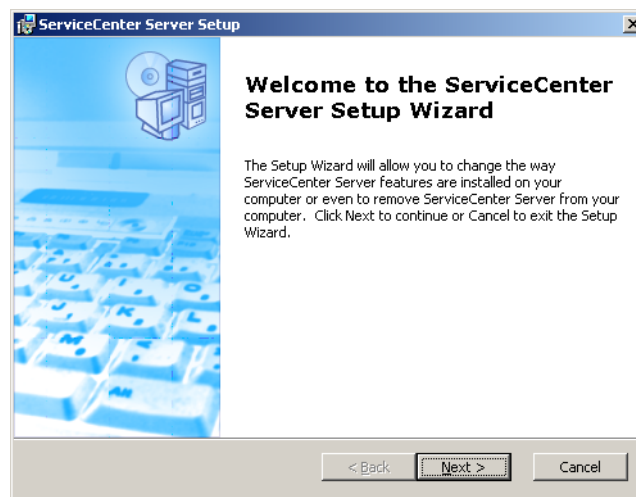 ServiceCenter Server Setup
Welcome to the ServiceCenter
Server Setup Wizard
The Setup Wizard will allow you to change the way
ServiceCenter Server features are installed on your
computer or even to remove ServiceCenter Server from your
computer. Click Next to continue or Cancel to exit the Setup
Wizard.
< Back Next > Cancel